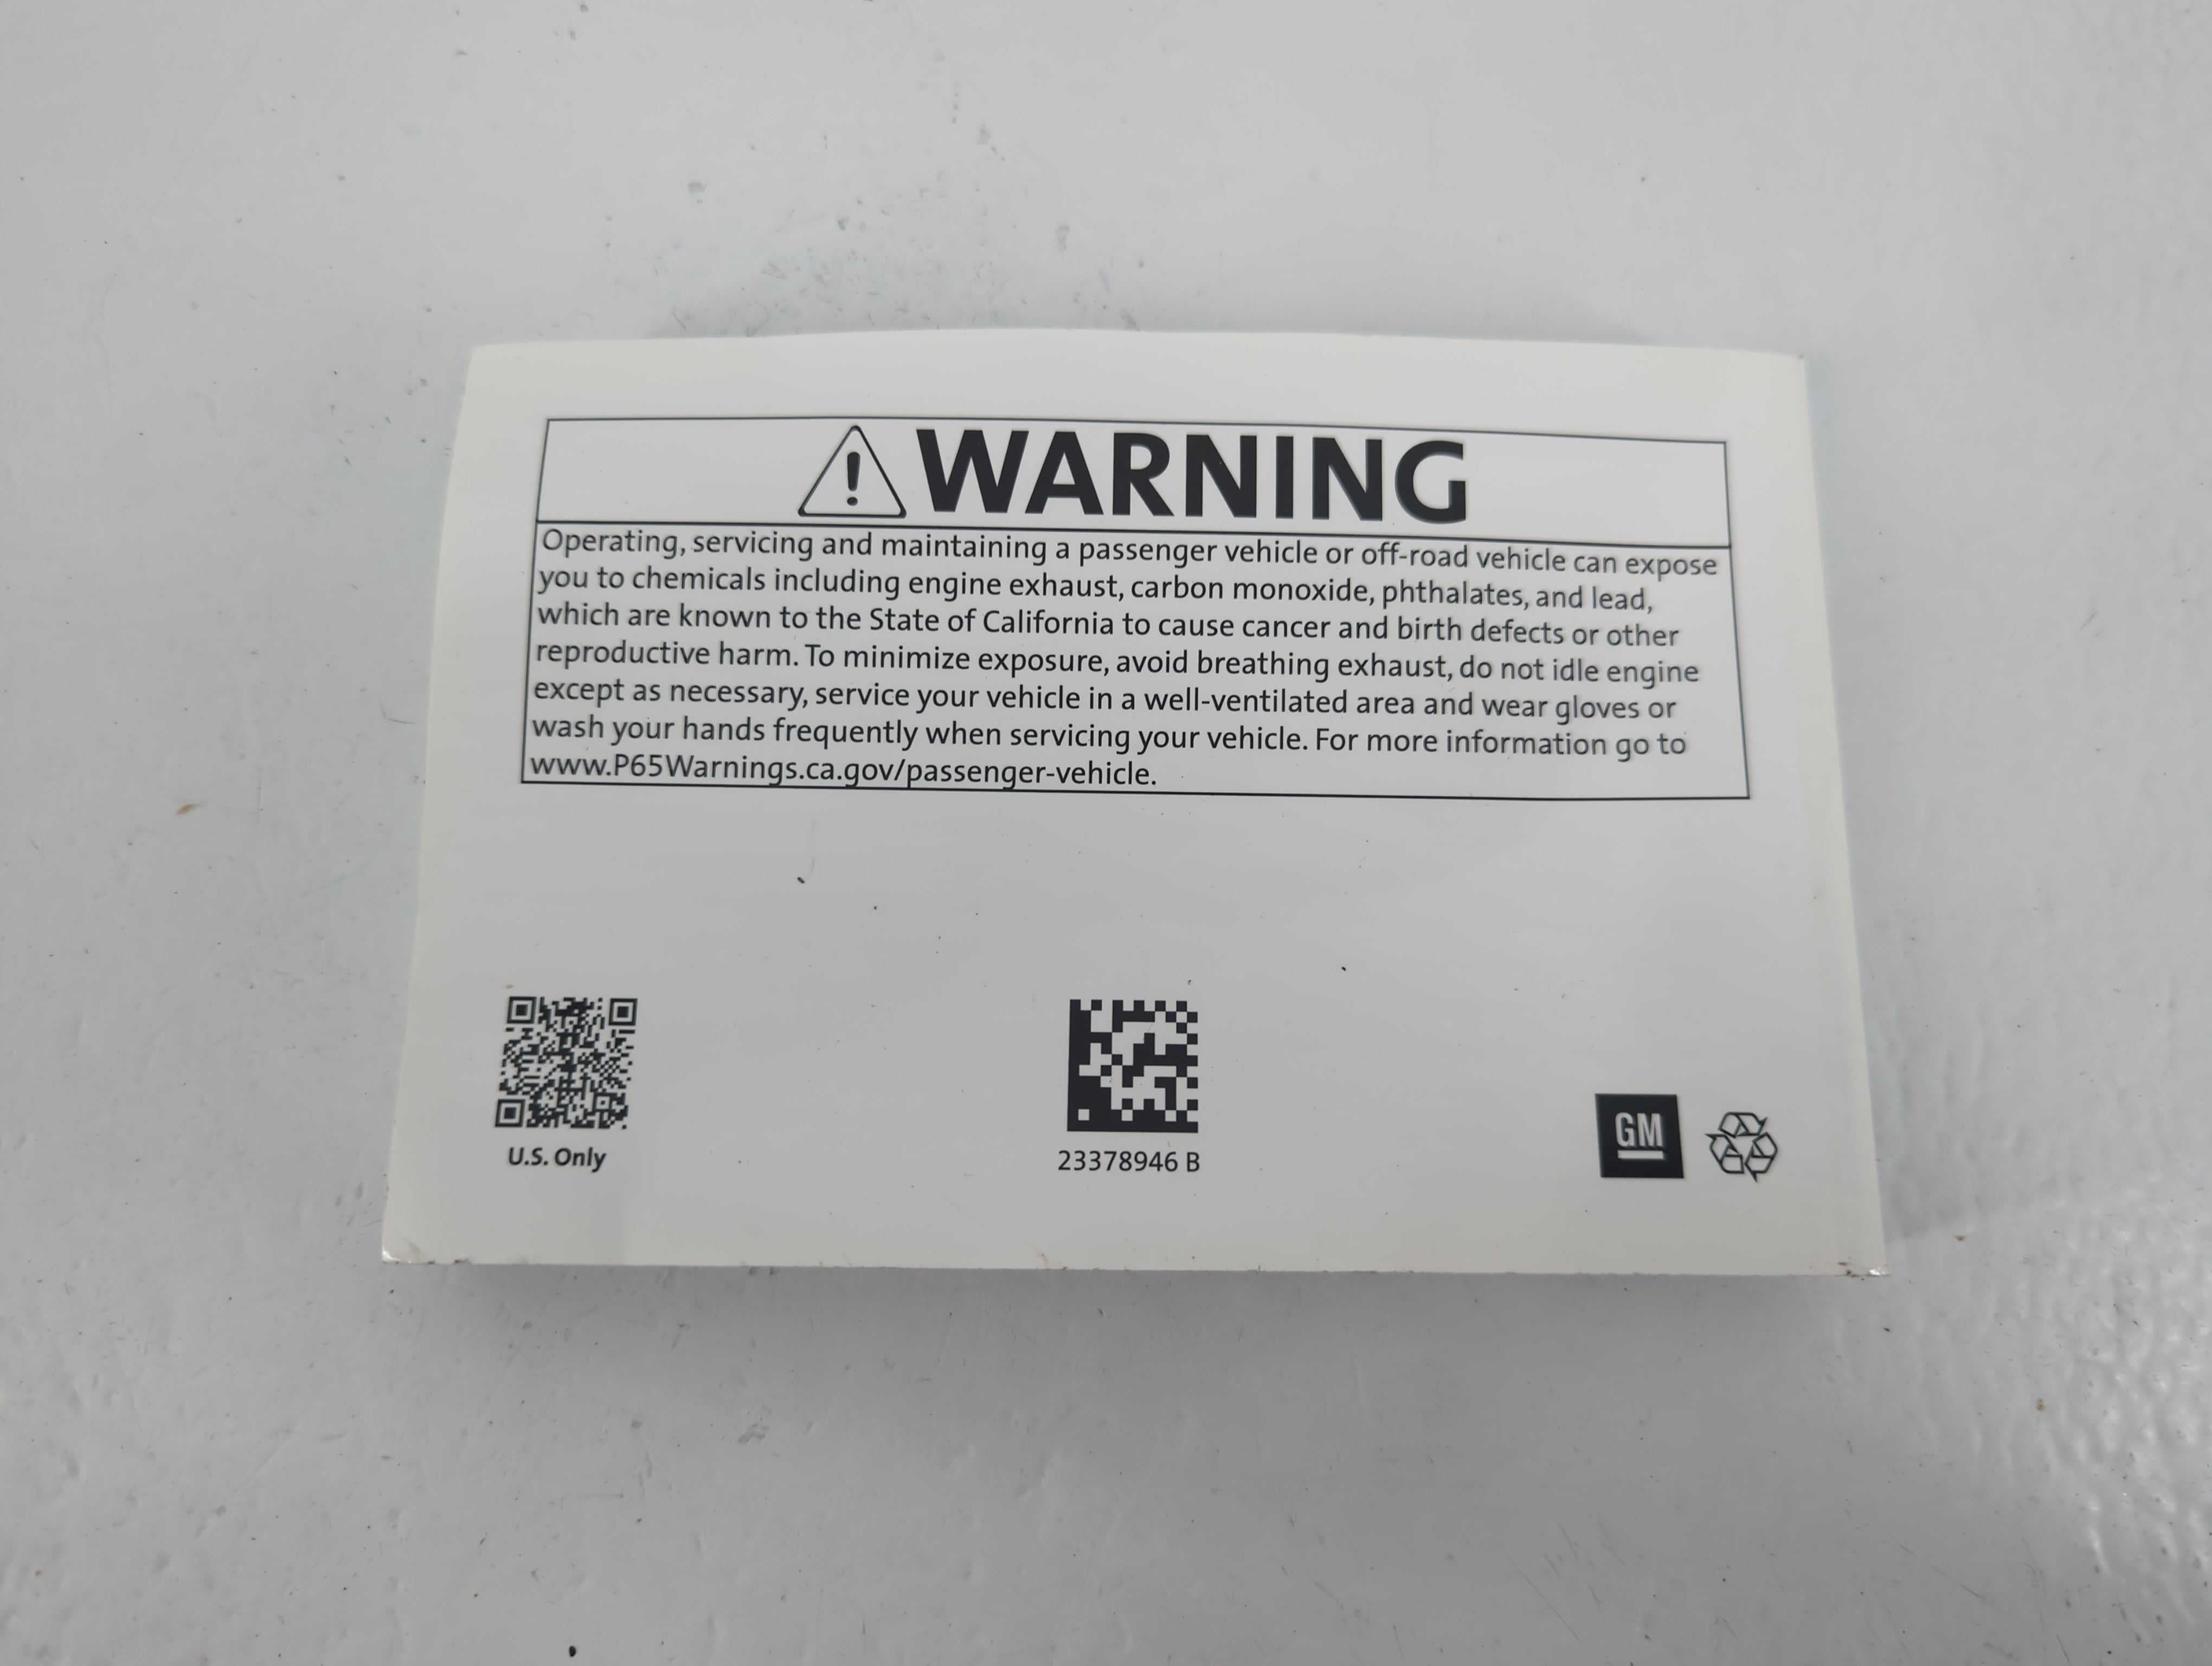 WARNING
Operating, servicing and maintaining a passenger vehicle or off-road vehicle can expose
you to chemicals including engine exhaust, carbon monoxide, phthalates, and lead,
which are known to the State of California to cause cancer and birth defects or other
reproductive harm. To minimize exposure, avoid breathing exhaust, do not idle engine
except as necessary, service your vehicle in a well-ventilated area and wear gloves or
wash your hands frequently when servicing your vehicle. For more information go to
www.P65Warnings.ca.gov/passenger-vehicle.
U.S. Only
23378946 B
GM